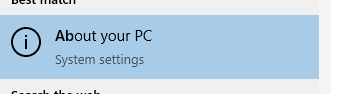 Best match
About your PC
System settings
Search the web